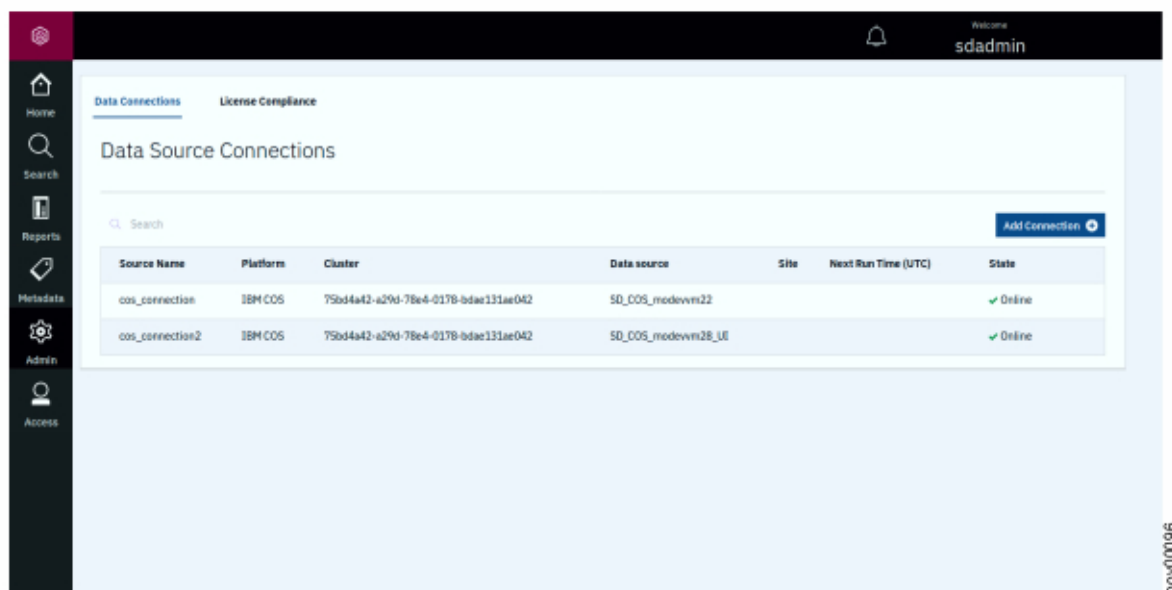 Welcome
sdadmin
Home
Search
Reports
Metadata
Admin
Access
Data Connections License Compliance
Data Source Connections
Search
Add Connection
Source Name Platform Cluster Data source Site Next Run Time (UTC) State
cos_connection IBM COS 75bd4a42-a29d-78e4-0178-bdae131ae042 SD_COS_modevvm22 Online
cos_connection2 IBM COS 75bd4a42-a29d-78e4-0178-bdae131ae042 SD_COS_modevvm28_UI Online